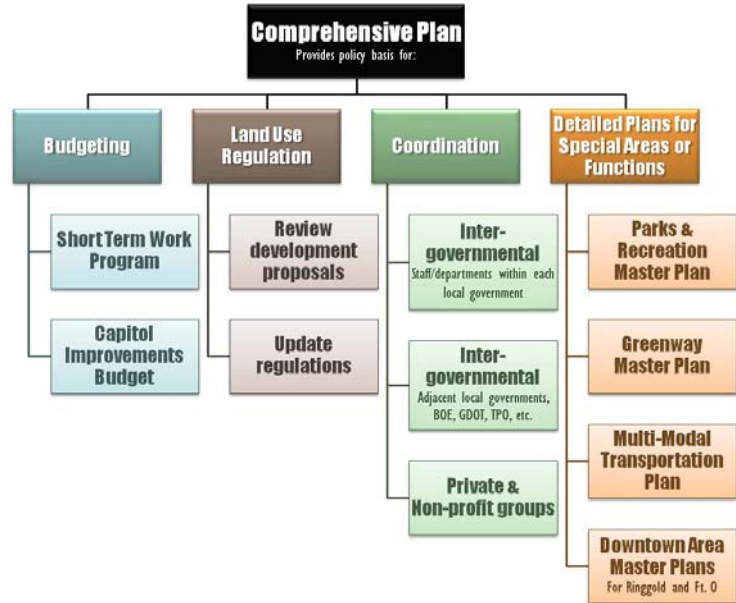 Comprehensive Plan
Provides policy basis for:
Budgeting
Short Term Work
Program
Capitol
Improvements
Budget
Land Use
Regulation
Review
development
proposals
Update
regulations
Coordination
Inter-
governmental
Staff/departments within each
local government
Inter-
governmental
Adjacent local governments,
BOE, GDOT, TPO, etc.
Private &
Non-profit groups
Detailed Plans for
Special Areas or
Functions
Parks &
Recreation
Master Plan
Greenway
Master Plan
Multi-Modal
Transportation
Plan
Downtown Area
Master Plans
For Ringgold and Ft. O